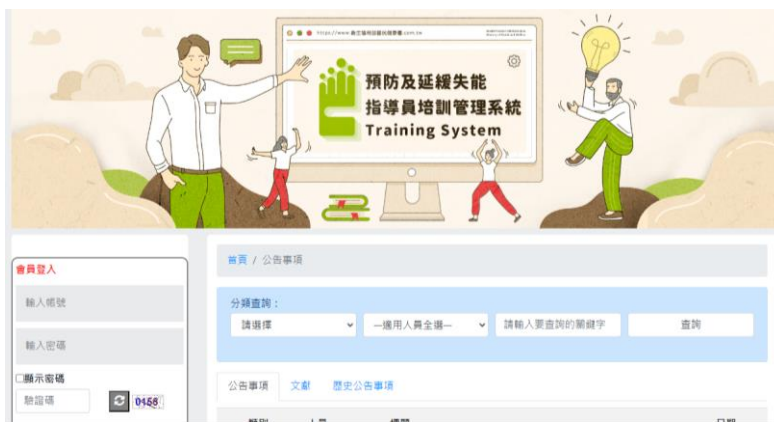 預防及延緩失能
指導員培訓管理系統
Training System
會員登入
輸入帳號
輸入密碼
顯示密碼
驗證碼
0158
首頁 / 公告事項
分類查詢：
請選擇
—適用人員全選—
請輸入要查詢的關鍵字
查詢
公告事項
文獻
歷史公告事項